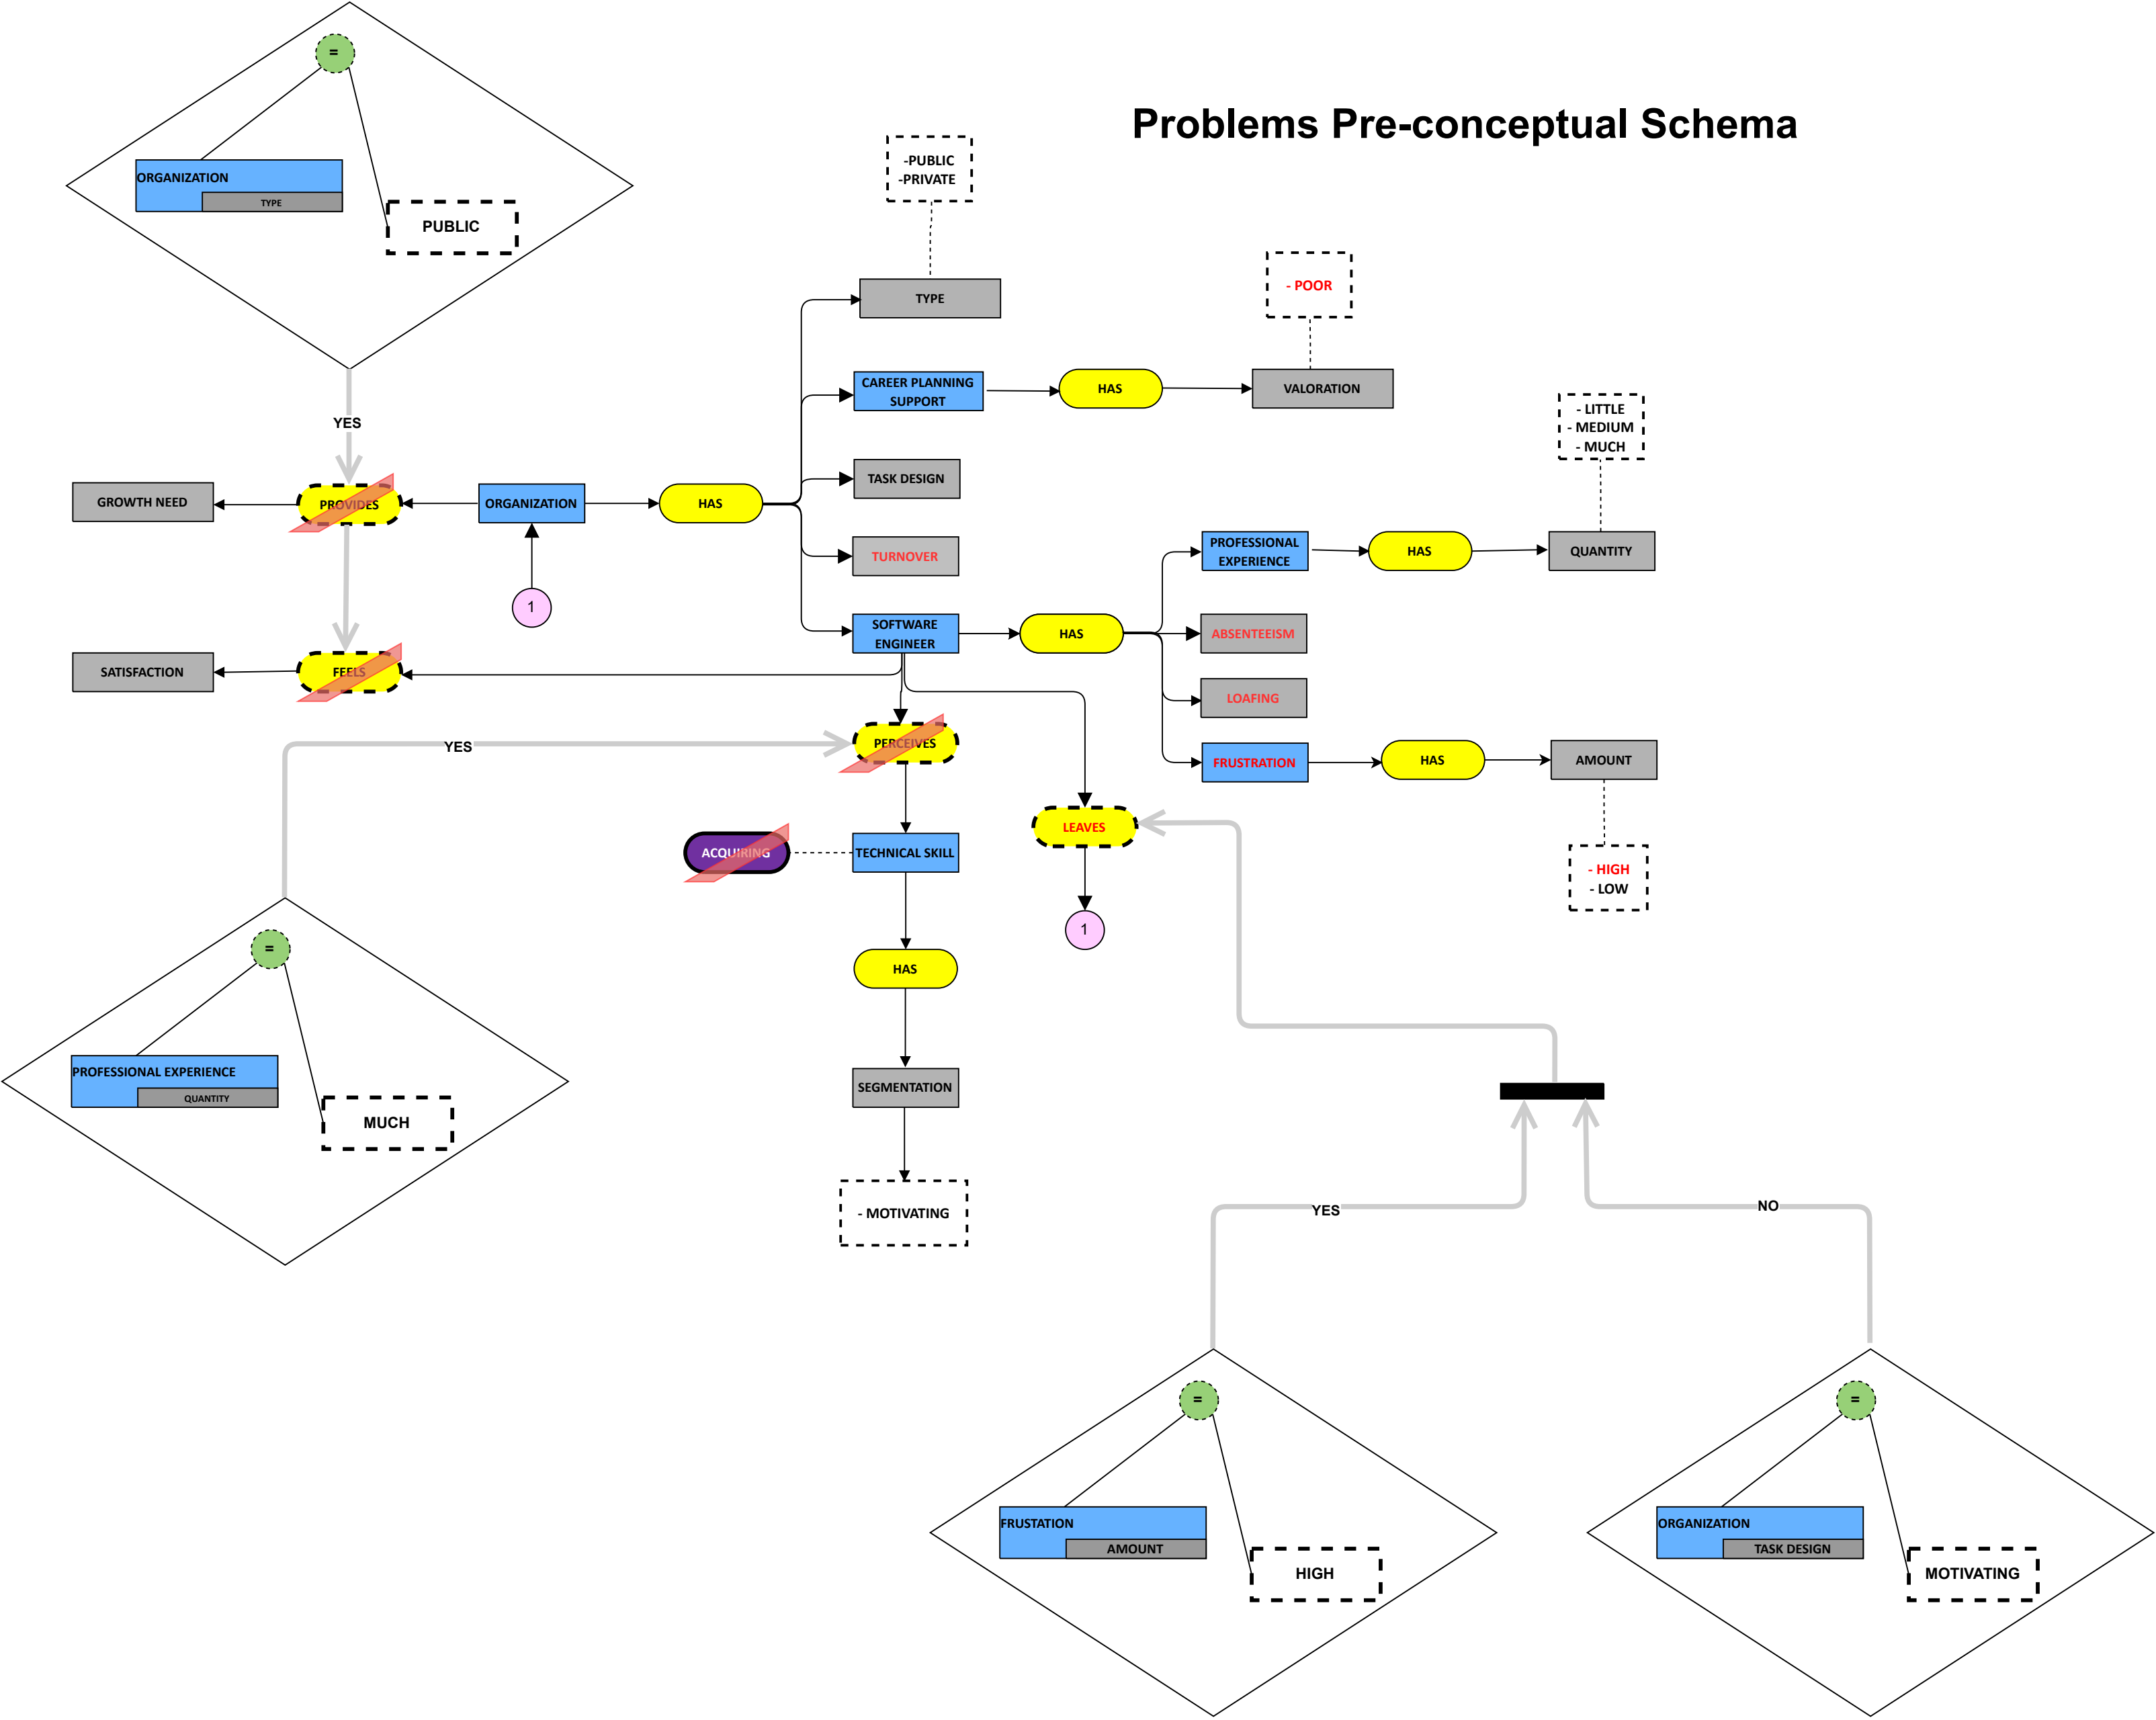 Problems Pre-conceptual Schema
=
ORGANIZATION
TYPE
PUBLIC
YES
-PUBLIC
-PRIVATE
TYPE
- POOR
CAREER PLANNING
SUPPORT
HAS
VALORATION
- LITTLE
- MEDIUM
- MUCH
TASK DESIGN
GROWTH NEED
PROVIDES
ORGANIZATION
HAS
TURNOVER
PROFESSIONAL
EXPERIENCE
HAS
QUANTITY
1
SOFTWARE
ENGINEER
HAS
ABSENTEEISM
SATISFACTION
FEELS
LOAFING
YES
PERCEIVES
FRUSTRATION
HAS
AMOUNT
LEAVES
ACQUIRING
TECHNICAL SKILL
- HIGH
- LOW
1
=
HAS
PROFESSIONAL EXPERIENCE
QUANTITY
MUCH
SEGMENTATION
- MOTIVATING
YES
NO
=
FRUSTATION
AMOUNT
HIGH
=
ORGANIZATION
TASK DESIGN
MOTIVATING